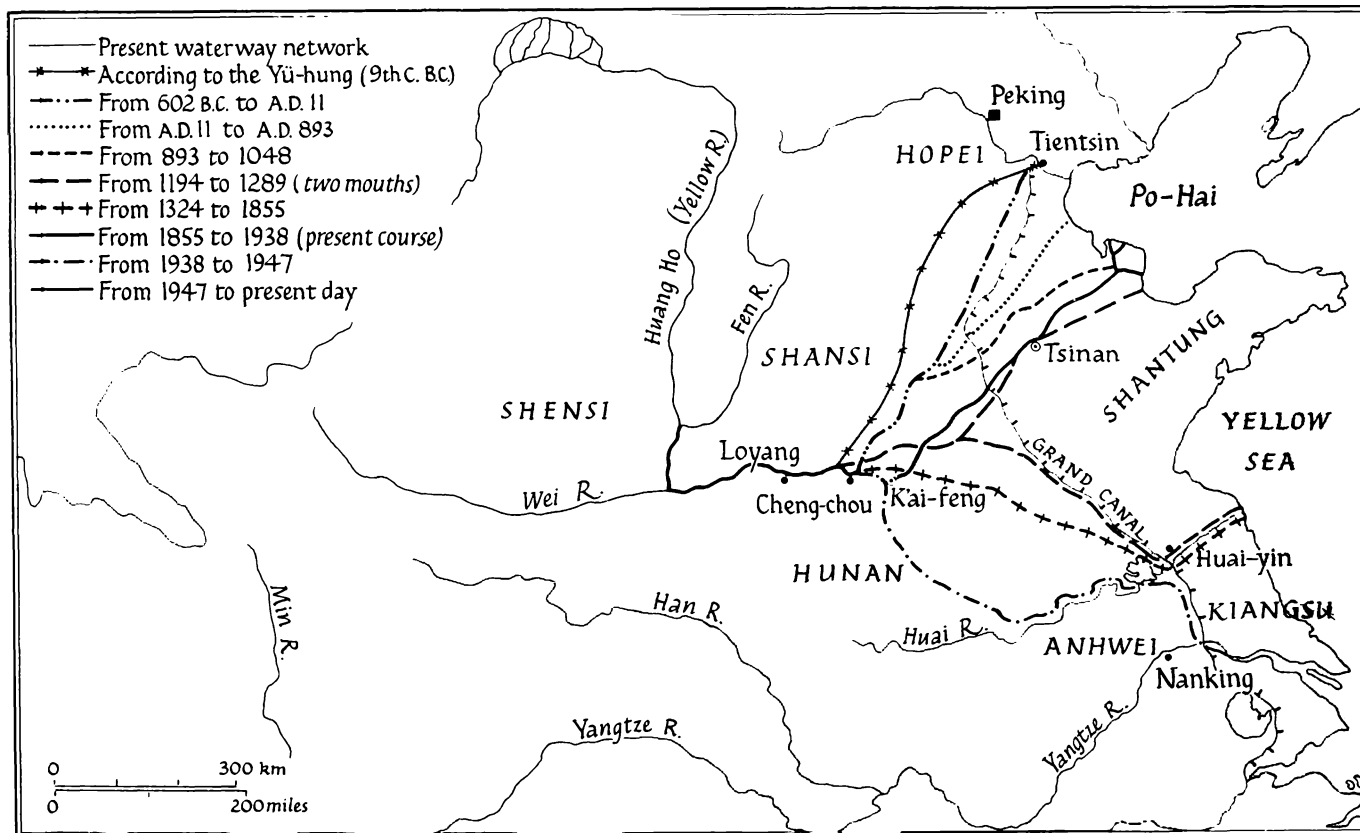 Present waterway network
According to the Yü-hung (9th C. B.C.)
From 602 B.C. to A.D. 11
From A.D. 11 to A.D. 893
From 893 to 1048
From 1194 to 1289 (two mouths)
From 1324 to 1855
From 1855 to 1938 (present course)
From 1938 to 1947
From 1947 to present day
Peking
Tientsin
HOPEI
Po-Hai
Huang Ho (Yellow R.)
Fen R.
SHANSI
Tsinan
SHANTUNG
SHENSI
YELLOW
SEA
Loyang
GRAND CANAL
Wei R.
Cheng-chou
K'ai-feng
Huai-yin
HUNAN
Min R.
Han R.
Huai R.
KIANGSU
ANHWEI
Nanking
Yangtze R.
Yangtze R.
0 300 km
0 200 miles